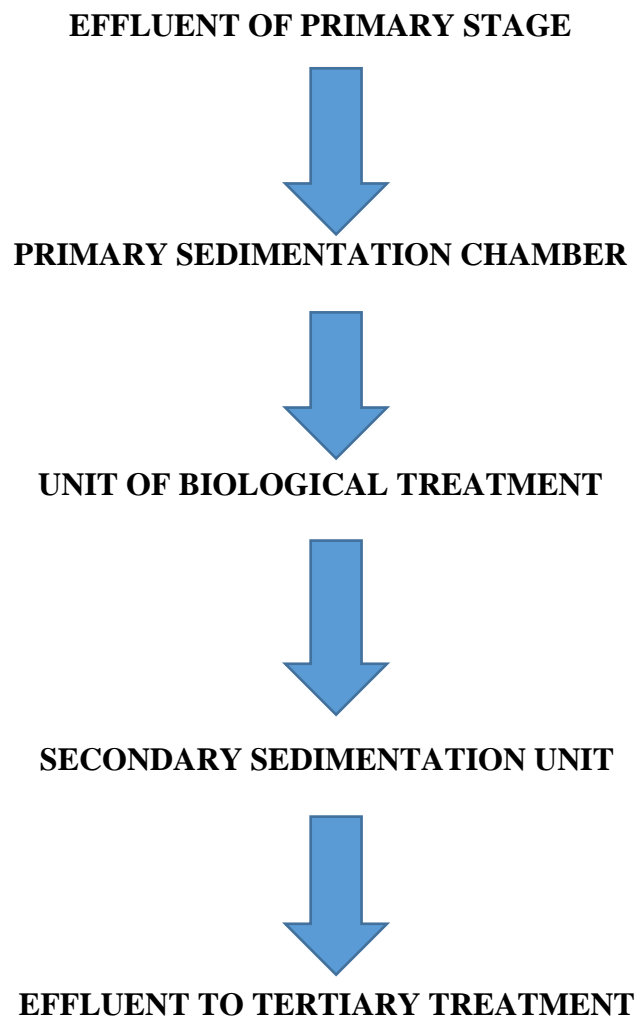 EFFLUENT OF PRIMARY STAGE
PRIMARY SEDIMENTATION CHAMBER
UNIT OF BIOLOGICAL TREATMENT
SECONDARY SEDIMENTATION UNIT
EFFLUENT TO TERTIARY TREATMENT